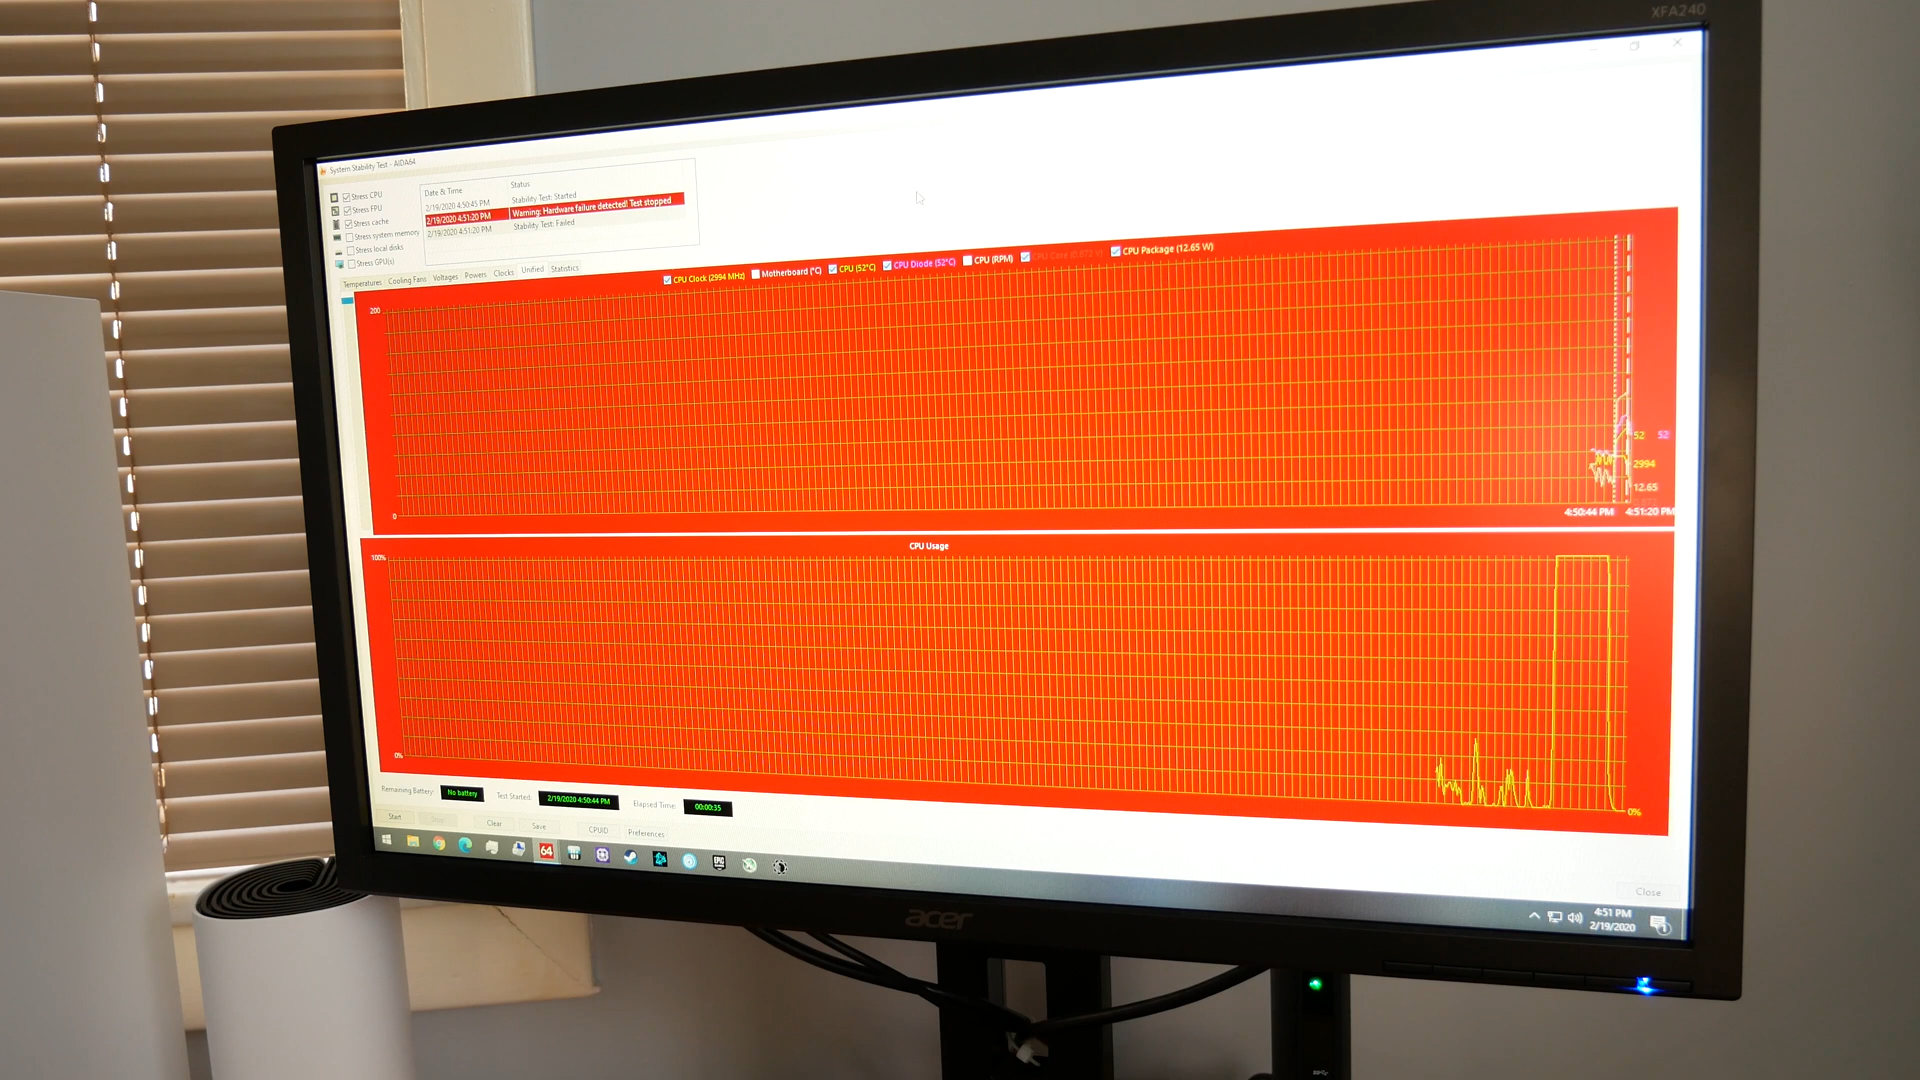 XFA240
System Stability Test - AIDA64
Stress CPU
Stress FPU
Stress cache
Stress system memory
Stress local disks
Stress GPU(s)
Date & Time Status
2/19/2020 4:50:45 PM Stability Test: Started
2/19/2020 4:51:20 PM Warning: Hardware failure detected! Test stopped
2/19/2020 4:51:20 PM Stability Test: Failed
Temperatures Cooling Fans Voltages Powers Clocks Unified Statistics
CPU Clock (2994 MHz) Motherboard (°C) CPU (52°C) CPU Diode (52°C) CPU (RPM) CPU Package (12.65 W)
200
52 52
2994
12.65
0
4:50:44 PM 4:51:20 PM
CPU Usage
100%
0%
0%
Remaining Battery: No battery Test Started: 2/19/2020 4:50:44 PM Elapsed Time: 00:00:35
Start Clear Save CPUID Preferences
Close
64
EPIC
4:51 PM
2/19/2020
1
acer